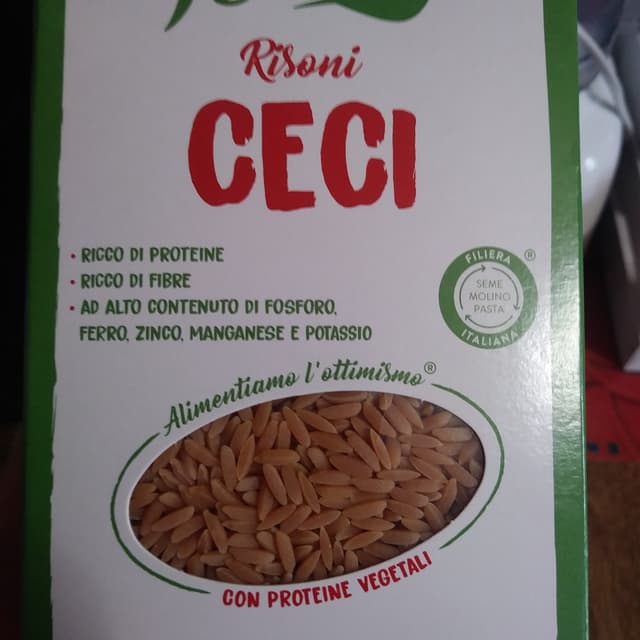 Risoni
CECI
• RICCO DI PROTEINE
• RICCO DI FIBRE
• AD ALTO CONTENUTO DI FOSFORO,
FERRO, ZINCO, MANGANESE E POTASSIO
FILIERA ®
SEME
MOLINO
PASTA
ITALIANA
Alimentiamo l'ottimismo®
CON PROTEINE VEGETALI